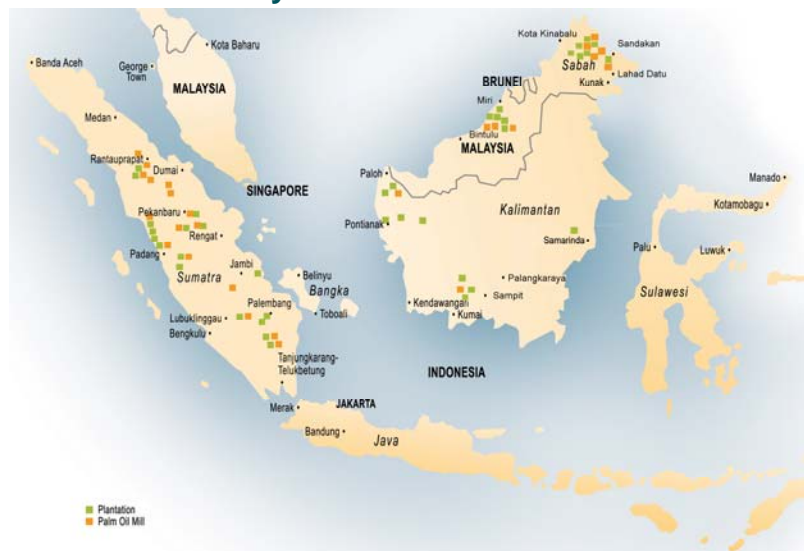 Kota Kinabalu
Sandakan
Sabah
Lahad Datu
Kunak
Kota Baharu
Banda Aceh
George
Town
MALAYSIA
BRUNEI
Miri
Bintulu
MALAYSIA
Medan
Rantauprapat
Dumai
SINGAPORE
Paloh
Manado
Kotamobagu
Pekanbaru
Rengat
Pontianak
Kalimantan
Samarinda
Palu
Luwuk
Padang
Sumatra
Jambi
Belinyu
Bangka
Palangkaraya
Sulawesi
Palembang
Toboali
Kendawangan
Sampit
Kumai
Lubuklinggau
Bengkulu
Tanjungkarang-
Telukbetung
INDONESIA
Merak
JAKARTA
Bandung
Java
Plantation
Palm Oil Mill